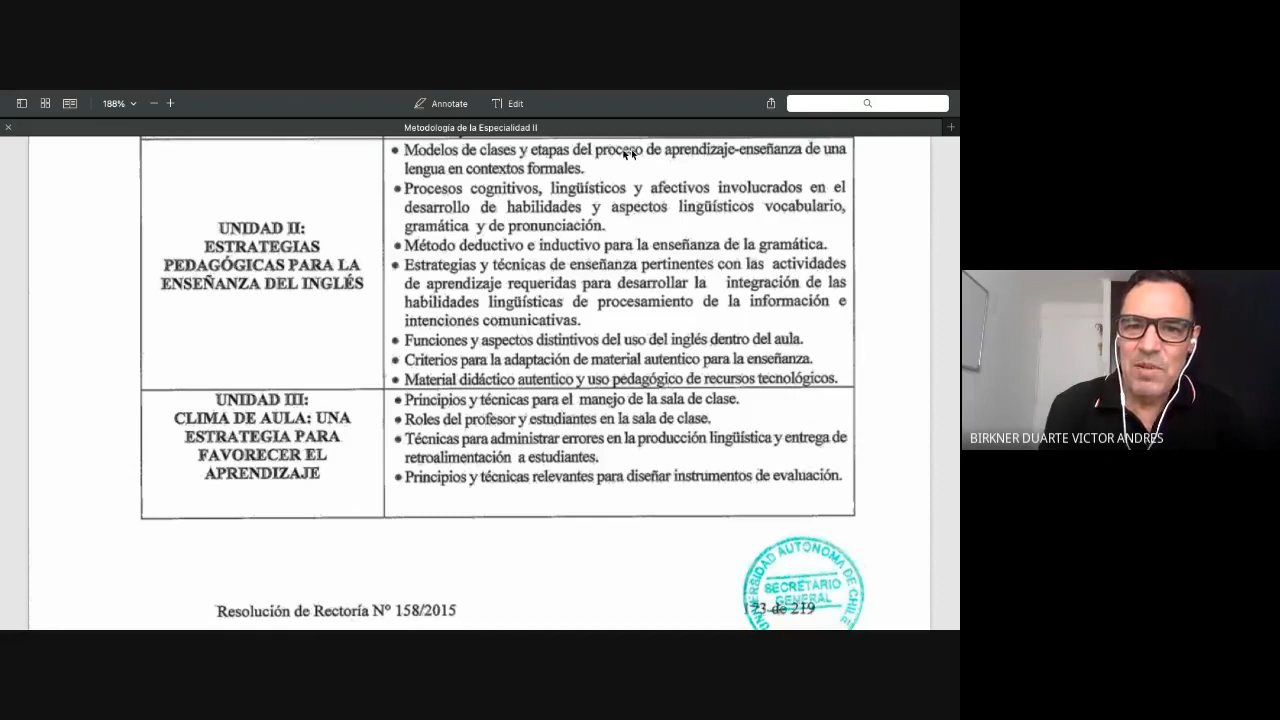 188%
Annotate
Edit
Metodología de la Especialidad II
UNIDAD II:
ESTRATEGIAS
PEDAGÓGICAS PARA LA
ENSEÑANZA DEL INGLÉS
• Modelos de clases y etapas del proceso de aprendizaje-enseñanza de una
lengua en contextos formales.
• Procesos cognitivos, lingüísticos y afectivos involucrados en el
desarrollo de habilidades y aspectos lingüísticos vocabulario,
gramática y de pronunciación.
• Método deductivo e inductivo para la enseñanza de la gramática.
• Estrategias y técnicas de enseñanza pertinentes con las actividades
de aprendizaje requeridas para desarrollar la integración de las
habilidades lingüísticas de procesamiento de la información e
intenciones comunicativas.
• Funciones y aspectos distintivos del uso del inglés dentro del aula.
• Criterios para la adaptación de material autentico para la enseñanza.
• Material didáctico autentico y uso pedagógico de recursos tecnológicos.
UNIDAD III:
CLIMA DE AULA: UNA
ESTRATEGIA PARA
FAVORECER EL
APRENDIZAJE
• Principios y técnicas para el manejo de la sala de clase.
• Roles del profesor y estudiantes en la sala de clase.
• Técnicas para administrar errores en la producción lingüística y entrega de
retroalimentación a estudiantes.
• Principios y técnicas relevantes para diseñar instrumentos de evaluación.
Resolución de Rectoría Nº 158/2015
AUTONOMA DE CHILE
SECRETARIO
GENERAL
173 de 219
BIRKNER DUARTE VICTOR ANDRES